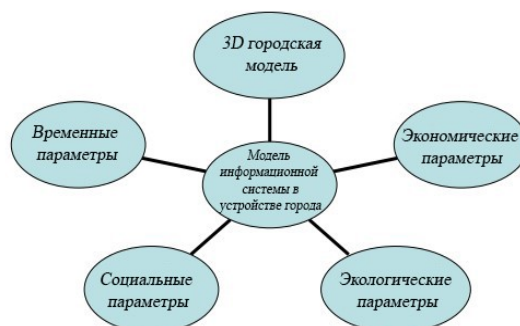 3D городская
модель
Временные
параметры
Экономические
параметры
Модель
информационной
системы в
устройстве города
Социальные
параметры
Экологические
параметры